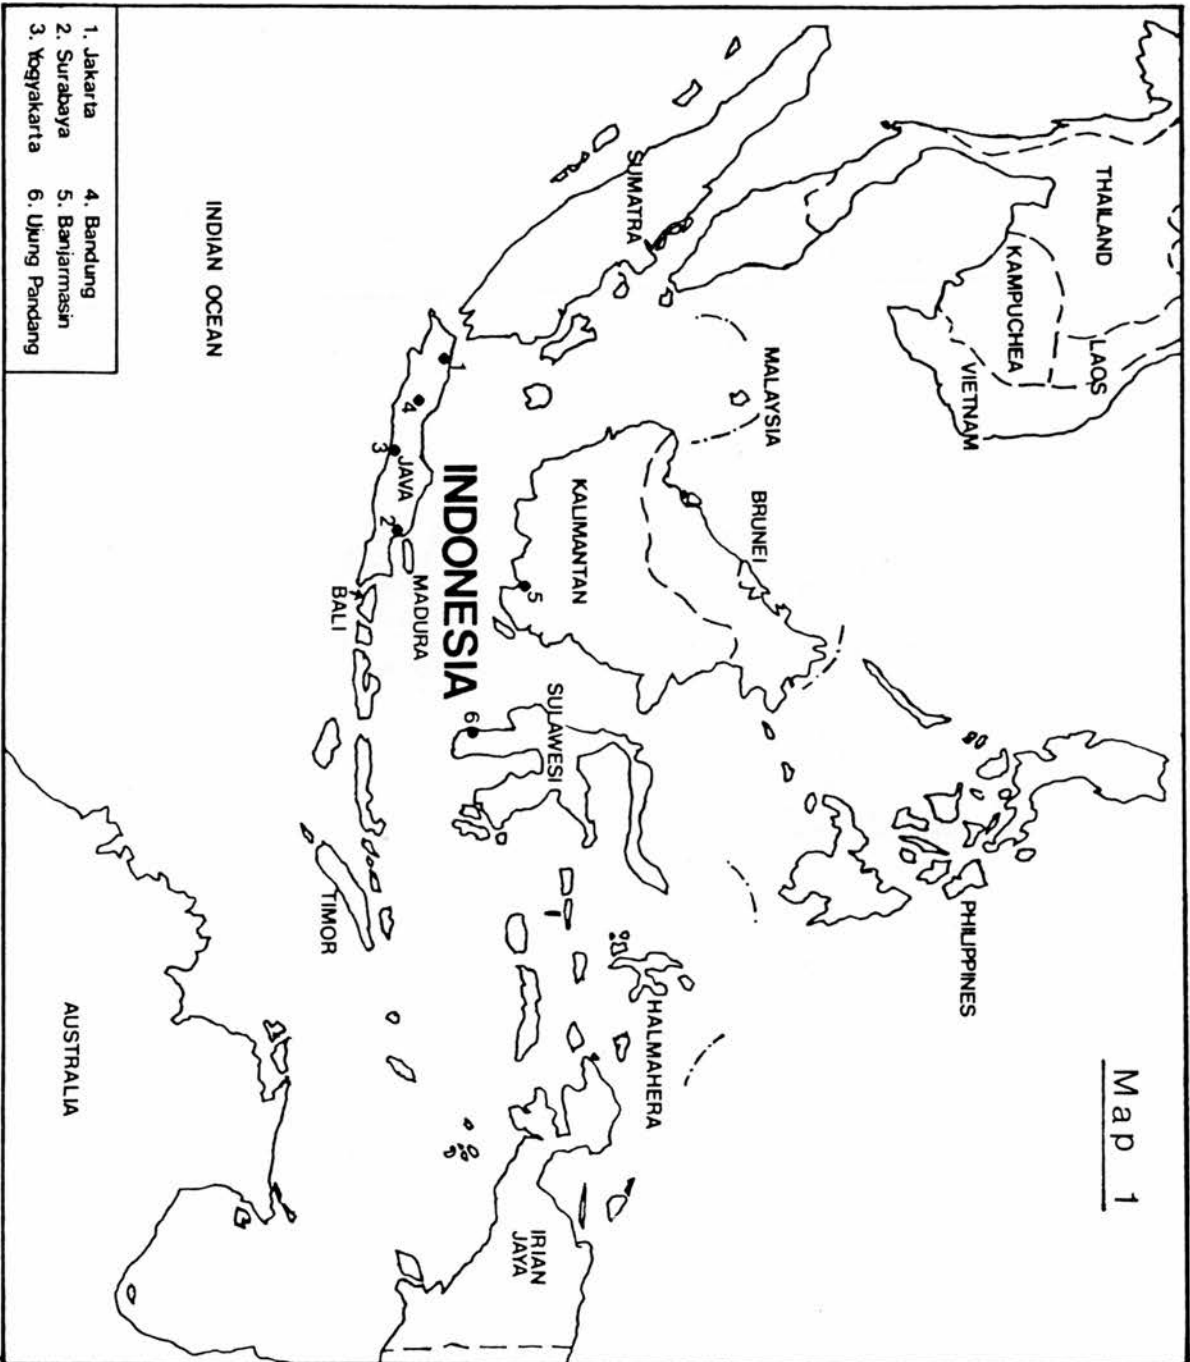 Map 1
THAILAND
LAOS
KAMPUCHEA
VIETNAM
PHILIPPINES
MALAYSIA
BRUNEI
SUMATRA
KALIMANTAN
SULAWESI
HALMAHERA
IRIAN
JAYA
INDONESIA
JAVA
MADURA
BALI
TIMOR
INDIAN OCEAN
AUSTRALIA
1
4
3
2
5
6
1. Jakarta 4. Bandung
2. Surabaya 5. Banjarmasin
3. Yogyakarta 6. Ujung Pandang